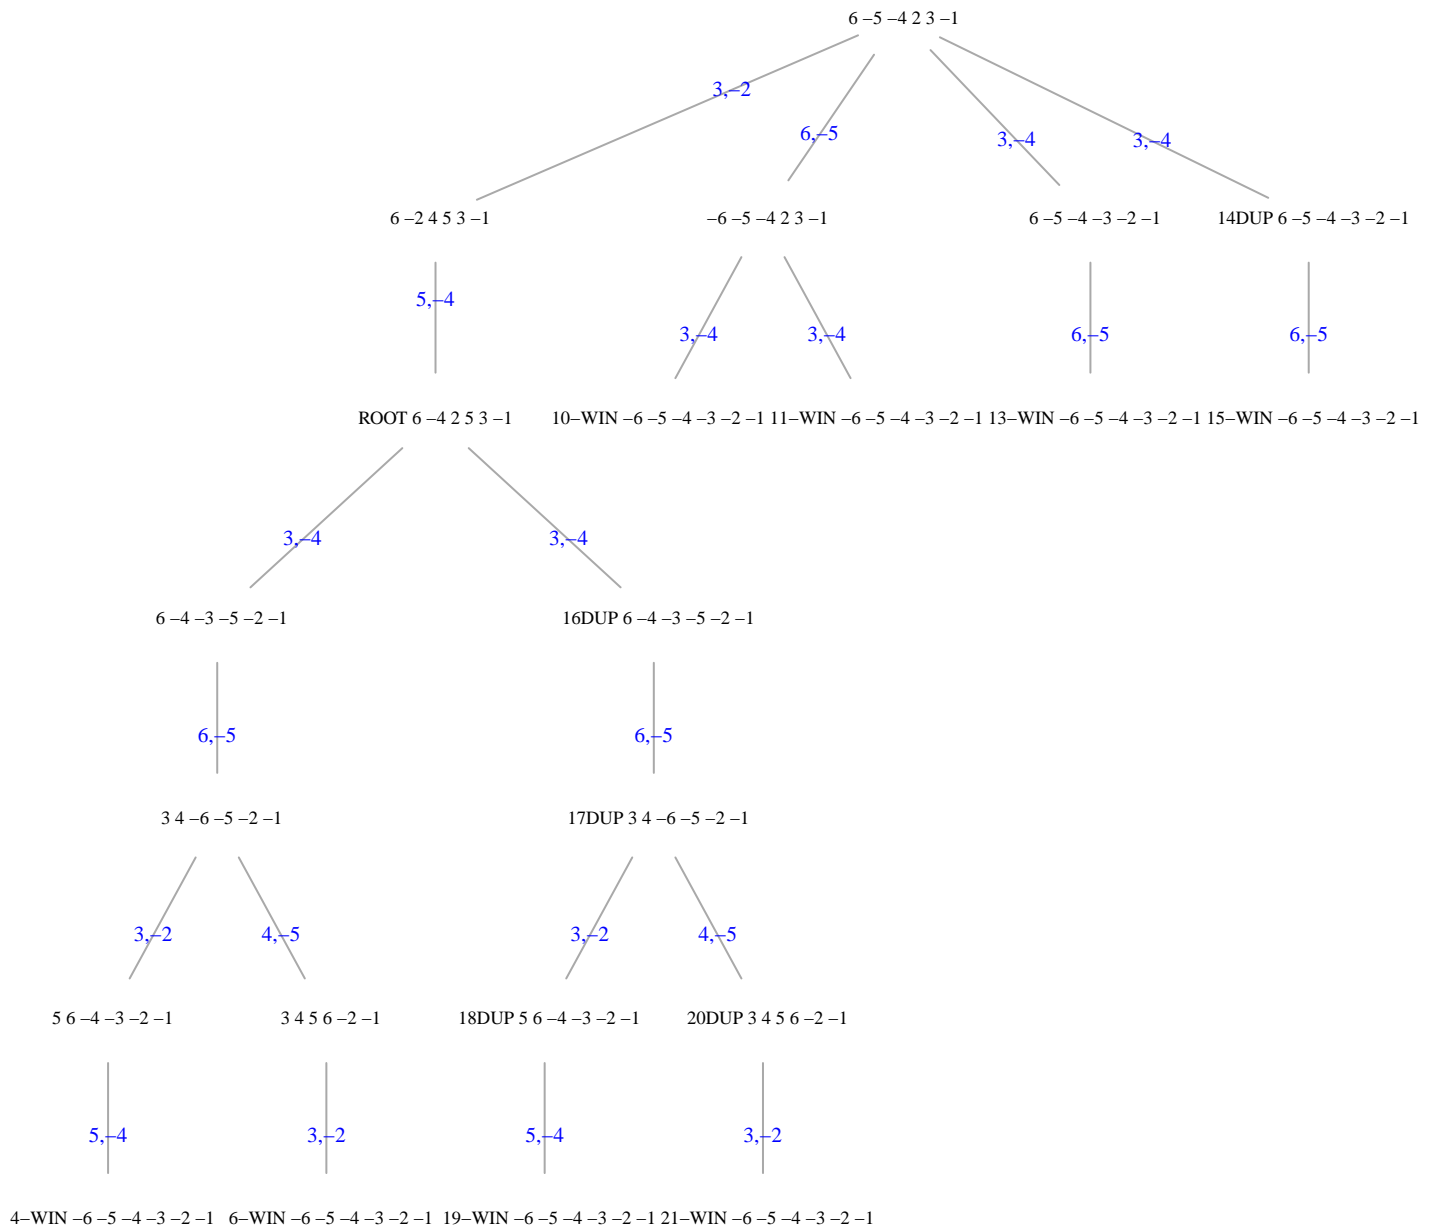 6 –5 –4 2 3 –1
3,–2
6,–5
3,–4
3,–4
6 –2 4 5 3 –1
–6 –5 –4 2 3 –1
6 –5 –4 –3 –2 –1
14DUP 6 –5 –4 –3 –2 –1
5,–4
3,–4
3,–4
6,–5
6,–5
ROOT 6 –4 2 5 3 –1
10–WIN –6 –5 –4 –3 –2 –1
11–WIN –6 –5 –4 –3 –2 –1
13–WIN –6 –5 –4 –3 –2 –1
15–WIN –6 –5 –4 –3 –2 –1
3,–4
3,–4
6 –4 –3 –5 –2 –1
16DUP 6 –4 –3 –5 –2 –1
6,–5
6,–5
3 4 –6 –5 –2 –1
17DUP 3 4 –6 –5 –2 –1
3,–2
4,–5
3,–2
4,–5
5 6 –4 –3 –2 –1
3 4 5 6 –2 –1
18DUP 5 6 –4 –3 –2 –1
20DUP 3 4 5 6 –2 –1
5,–4
3,–2
5,–4
3,–2
4–WIN –6 –5 –4 –3 –2 –1
6–WIN –6 –5 –4 –3 –2 –1
19–WIN –6 –5 –4 –3 –2 –1
21–WIN –6 –5 –4 –3 –2 –1